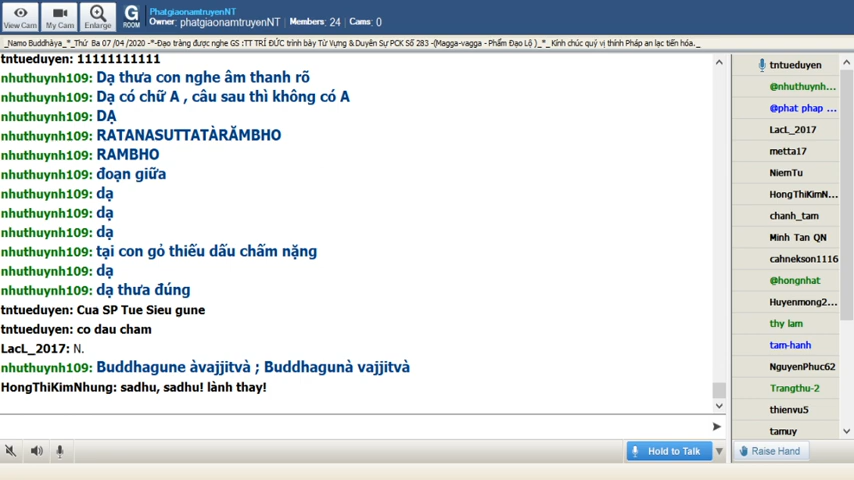 View Cam
My Cam
Enlarge
G
ROOM
PhatgiaonamtruyenNT
Owner: phatgiaonamtruyenNT | Members: 24 | Cams: 0
_Namo Buddhàya_*_Thứ Ba 07 /04 /2020 -*-Đạo tràng được nghe GS :TT TRÍ ĐỨC trình bày Từ Vựng & Duyên Sự PCK Số 283 -(Magga-vagga - Phẩm Đạo Lộ )_*_ Kính chúc quý vị thính Pháp an lạc tiến hóa._
tntueduyen: 11111111111
nhuthuynh109: Dạ thưa con nghe âm thanh rõ
nhuthuynh109: Dạ có chữ A , câu sau thì không có A
nhuthuynh109: DẠ
nhuthuynh109: RATANASUTTATÀRĂMBHO
nhuthuynh109: RAMBHO
nhuthuynh109: đoạn giữa
nhuthuynh109: dạ
nhuthuynh109: dạ
nhuthuynh109: dạ
nhuthuynh109: tại con gỏ thiếu dấu chấm nặng
nhuthuynh109: dạ
nhuthuynh109: dạ thưa đúng
tntueduyen: Cua SP Tue Sieu gune
tntueduyen: co dau cham
LacL_2017: N.
nhuthuynh109: Buddhagune àvajjitvà ; Buddhagunà vajjitvà
HongThiKimNhung: sadhu, sadhu! lành thay!
Hold to Talk
tntueduyen
@nhuthuynh...
@phat phap ...
LacL_2017
metta17
NiemTu
HongThiKimN...
chanh_tam
Minh Tan QN
cahnekson1116
@hongnhat
Huyenmong2...
thy lam
tam-hanh
NguyenPhuc62
Trangthu-2
thienvu5
tamuy
Raise Hand